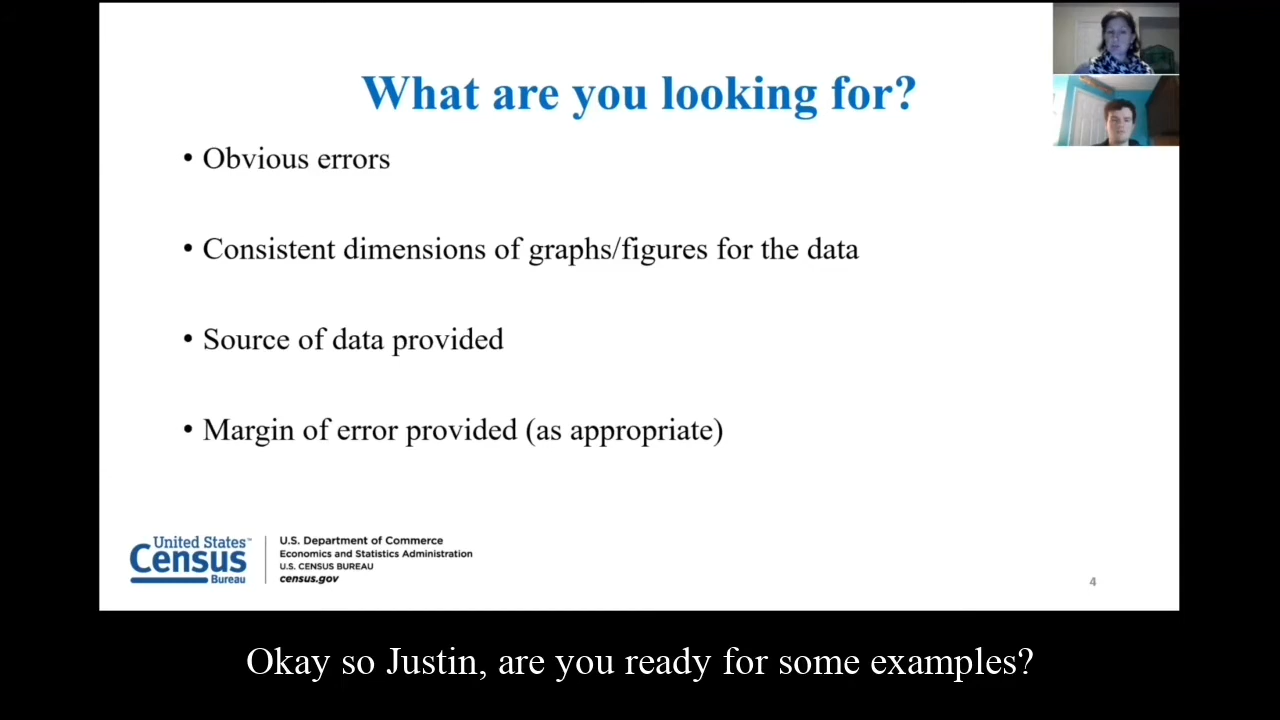 What are you looking for?
• Obvious errors
• Consistent dimensions of graphs/figures for the data
• Source of data provided
• Margin of error provided (as appropriate)
United States™
Census
Bureau
U.S. Department of Commerce
Economics and Statistics Administration
U.S. CENSUS BUREAU
census.gov
4
Okay so Justin, are you ready for some examples?